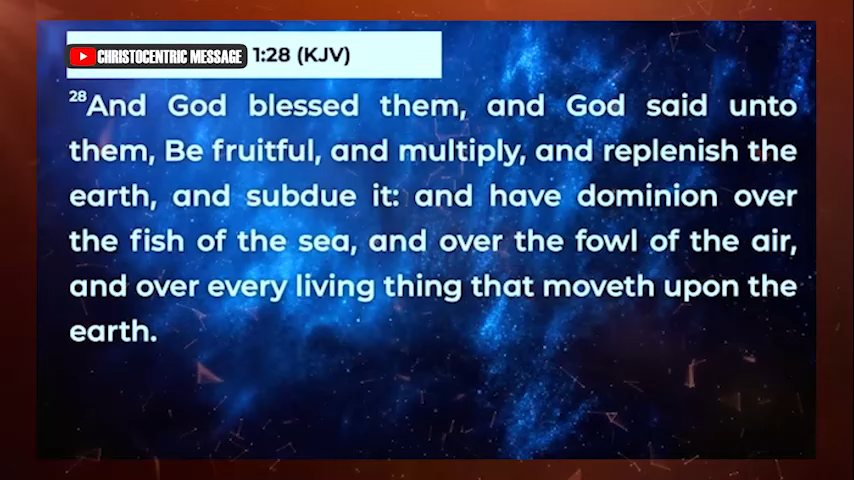 CHRISTOCENTRIC MESSAGE 1:28 (KJV)
28And God blessed them, and God said unto
them, Be fruitful, and multiply, and replenish the
earth, and subdue it: and have dominion over
the fish of the sea, and over the fowl of the air,
and over every living thing that moveth upon the
earth.